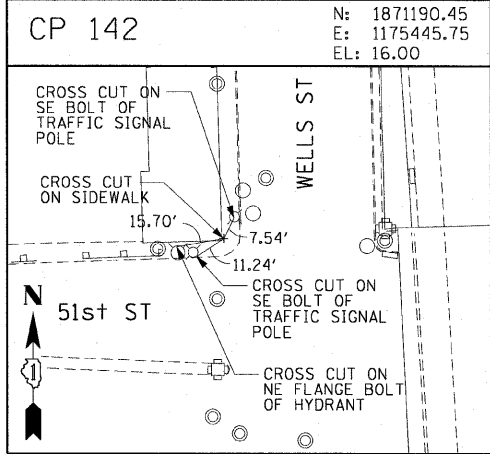 CP 142
N: 1871190.45
E: 1175445.75
EL: 16.00
CROSS CUT ON
SE BOLT OF
TRAFFIC SIGNAL
POLE
WELLS ST
CROSS CUT
ON SIDEWALK
15.70'
7.54'
11.24'
CROSS CUT ON
SE BOLT OF
TRAFFIC SIGNAL
POLE
N
51st ST
1
CROSS CUT ON
NE FLANGE BOLT
OF HYDRANT